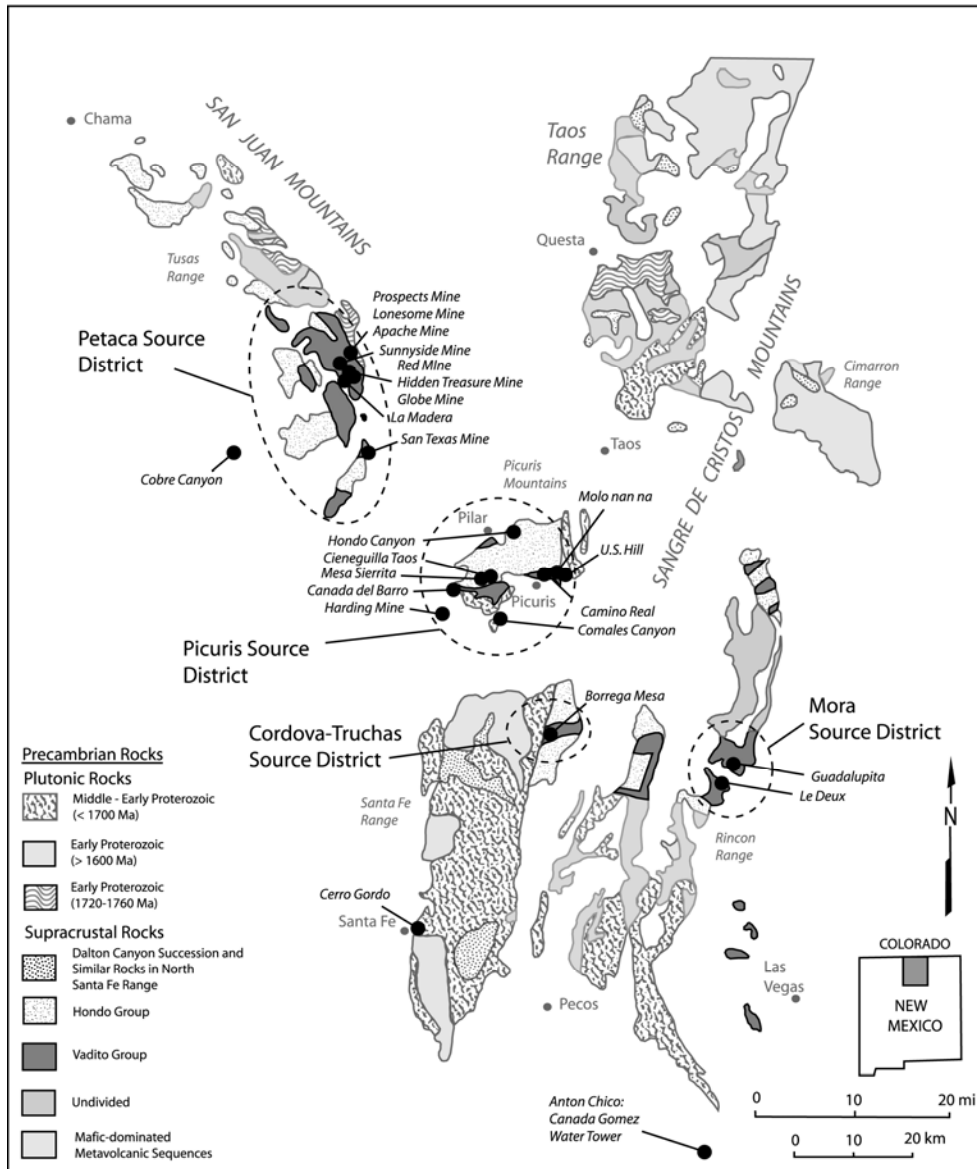 Chama
SAN JUAN MOUNTAINS
Taos
Range
Questa
Tusas
Range
Petaca Source
District
Prospects Mine
Lonesome Mine
Apache Mine
Sunnyside Mine
Red MIne
Hidden Treasure Mine
Globe Mine
La Madera
San Texas Mine
Cobre Canyon
SANGRE DE CRISTOS MOUNTAINS
Cimarron
Range
Taos
Picuris
Mountains
Molo nan na
Pilar
Hondo Canyon
Cieneguilla Taos
Mesa Sierrita
Canada del Barro
Harding Mine
U.S. Hill
Picuris
Camino Real
Comales Canyon
Picuris Source
District
Borrega Mesa
Cordova-Truchas
Source District
Mora
Source District
Guadalupita
Le Deux
Santa Fe
Range
Rincon
Range
Cerro Gordo
Santa Fe
Pecos
Las
Vegas
Anton Chico:
Canada Gomez
Water Tower
Precambrian Rocks
Plutonic Rocks
Middle - Early Proterozoic
(< 1700 Ma)
Early Proterozoic
(> 1600 Ma)
Early Proterozoic
(1720-1760 Ma)
Supracrustal Rocks
Dalton Canyon Succession and
Similar Rocks in North
Santa Fe Range
Hondo Group
Vadito Group
Undivided
Mafic-dominated
Metavolcanic Sequences
N
COLORADO
NEW
MEXICO
0 10 20 mi
0 10 20 km